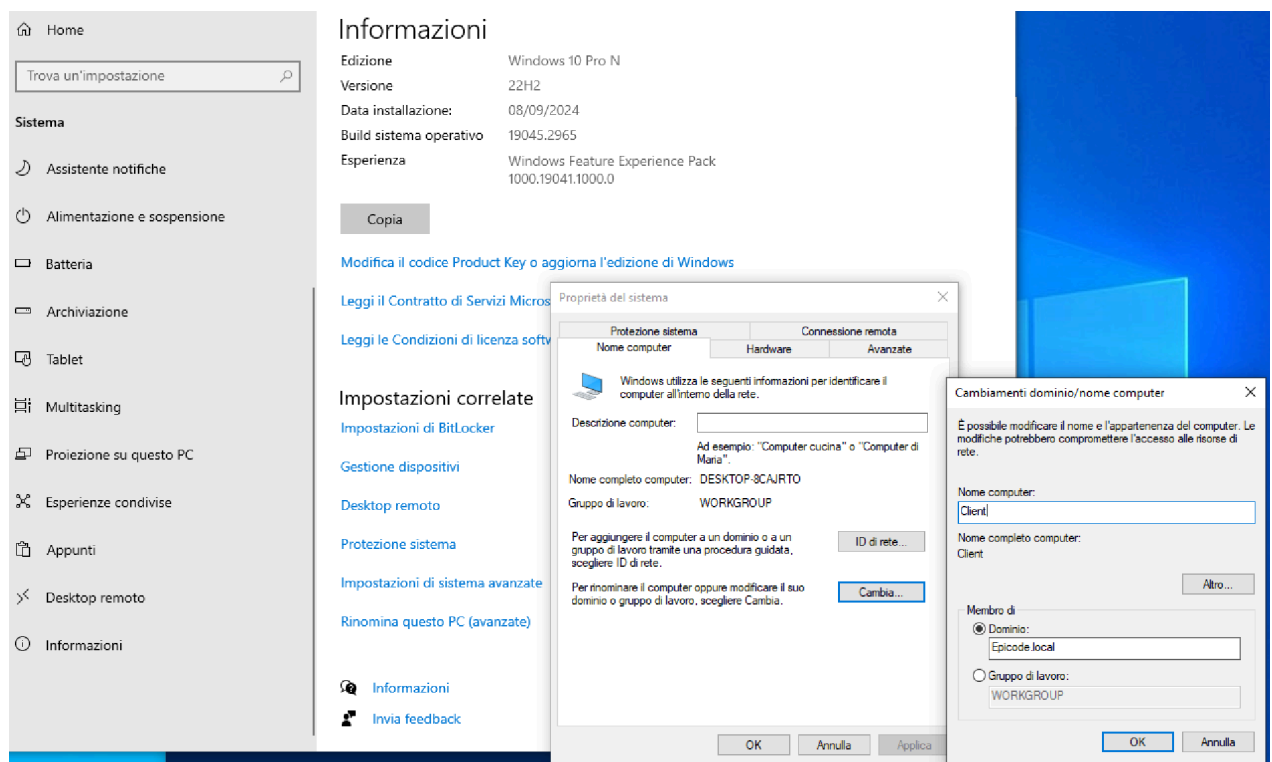 Home
Trova un'impostazione
Sistema
Assistente notifiche
Alimentazione e sospensione
Batteria
Archiviazione
Tablet
Multitasking
Proiezione su questo PC
Esperienze condivise
Appunti
Desktop remoto
Informazioni
Informazioni
Edizione Windows 10 Pro N
Versione 22H2
Data installazione: 08/09/2024
Build sistema operativo 19045.2965
Esperienza Windows Feature Experience Pack
1000.19041.1000.0
Copia
Modifica il codice Product Key o aggiorna l'edizione di Windows
Leggi il Contratto di Servizi Micros
Leggi le Condizioni di licenza softw
Impostazioni correlate
Impostazioni di BitLocker
Gestione dispositivi
Desktop remoto
Protezione sistema
Impostazioni di sistema avanzate
Rinomina questo PC (avanzate)
Informazioni
Invia feedback
Proprietà del sistema
Protezione sistema Connessione remota
Nome computer Hardware Avanzate
Windows utilizza le seguenti informazioni per identificare il
computer all'interno della rete.
Descrizione computer:
Ad esempio: "Computer cucina" o "Computer di
Maria".
Nome completo computer: DESKTOP-8CAJRTO
Gruppo di lavoro: WORKGROUP
Per aggiungere il computer a un dominio o a un
gruppo di lavoro tramite una procedura guidata,
scegliere ID di rete.
ID di rete...
Per rinominare il computer oppure modificare il suo
dominio o gruppo di lavoro, scegliere Cambia.
Cambia...
OK Annulla Applica
Cambiamenti dominio/nome computer
È possibile modificare il nome e l'appartenenza del computer. Le
modifiche potrebbero compromettere l'accesso alle risorse di
rete.
Nome computer:
Client
Nome completo computer:
Client
Altro...
Membro di
Dominio:
Epicode.local
Gruppo di lavoro:
WORKGROUP
OK Annulla